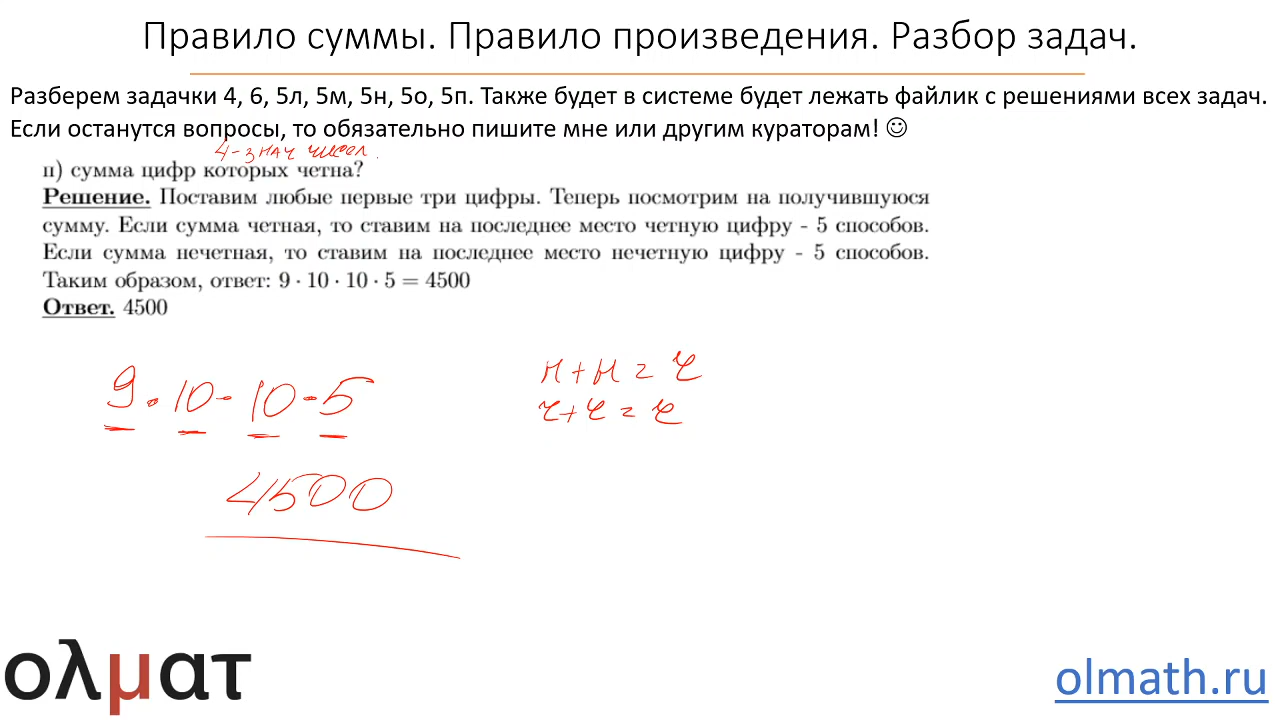 Правило суммы. Правило произведения. Разбор задач.
Разберем задачки 4, 6, 5л, 5м, 5н, 5о, 5п. Также будет в системе будет лежать файлик с решениями всех задач.
Если останутся вопросы, то обязательно пишите мне или другим кураторам! ☺
4-знач чисел.
п) сумма цифр которых четна?
Решение. Поставим любые первые три цифры. Теперь посмотрим на получившуюся
сумму. Если сумма четная, то ставим на последнее место четную цифру - 5 способов.
Если сумма нечетная, то ставим на последнее место нечетную цифру - 5 способов.
Таким образом, ответ: 9 · 10 · 10 · 5 = 4500
Ответ. 4500
9 · 10 · 10 · 5
н + н = ч
ч + ч = ч
4500
ολματ
olmath.ru